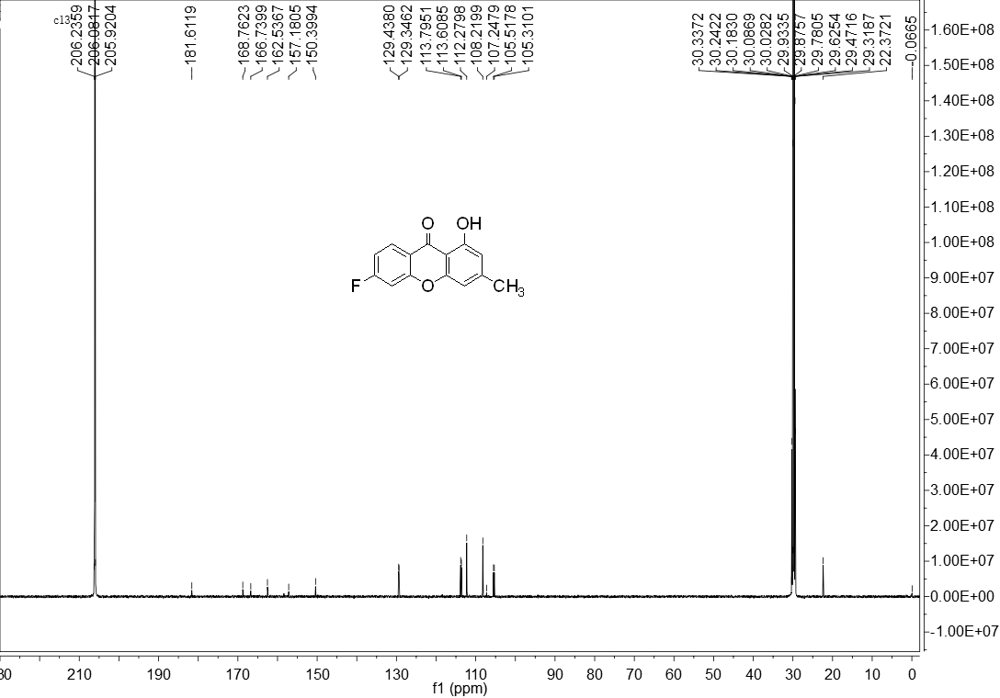 c13
206.2359
206.0817
205.9204
181.6119
168.7623
166.7399
162.5367
157.1805
150.3994
129.4380
129.3462
113.7951
113.6085
112.2798
108.2199
107.2479
105.5178
105.3101
30.3372
30.2422
30.1830
30.0869
30.0282
29.9335
29.8757
29.7805
29.6254
29.4716
29.3187
22.3721
-0.0665
1.60E+08
1.50E+08
1.40E+08
1.30E+08
1.20E+08
1.10E+08
1.00E+08
9.00E+07
8.00E+07
7.00E+07
6.00E+07
5.00E+07
4.00E+07
3.00E+07
2.00E+07
1.00E+07
0.00E+00
-1.00E+07
O OH
F O CH3
30 210 190 170 150 130 110 90 80 70 60 50 40 30 20 10 0
f1 (ppm)